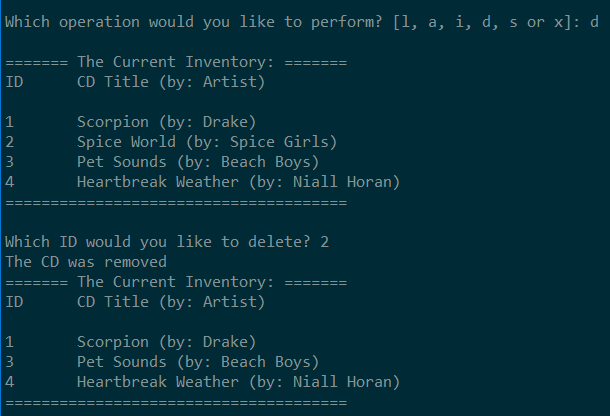 Which operation would you like to perform? [l, a, i, d, s or x]: d
======= The Current Inventory: =======
ID      CD Title (by: Artist)
1       Scorpion (by: Drake)
2       Spice World (by: Spice Girls)
3       Pet Sounds (by: Beach Boys)
4       Heartbreak Weather (by: Niall Horan)
======================================
Which ID would you like to delete? 2
The CD was removed
======= The Current Inventory: =======
ID      CD Title (by: Artist)
1       Scorpion (by: Drake)
3       Pet Sounds (by: Beach Boys)
4       Heartbreak Weather (by: Niall Horan)
======================================